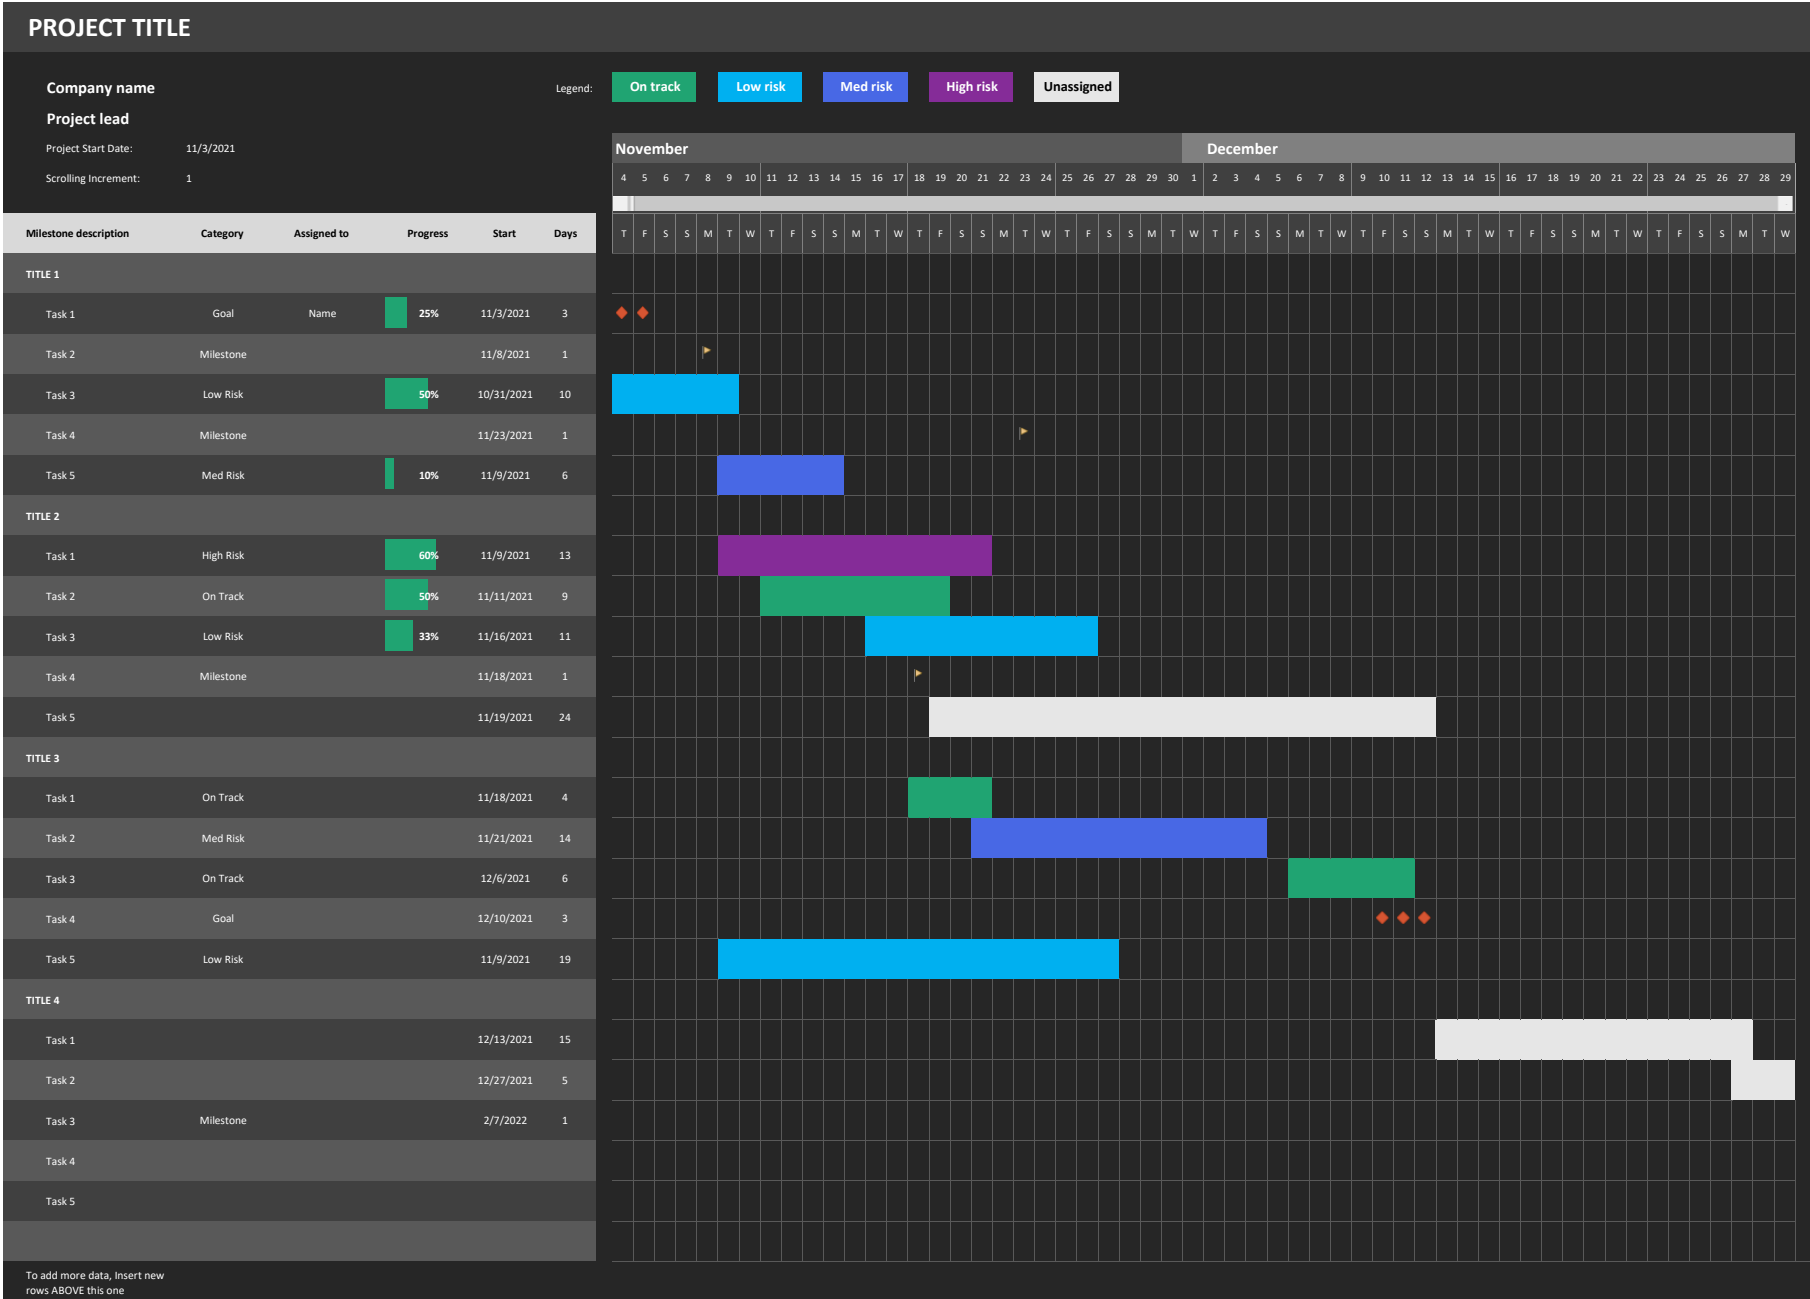 PROJECT TITLE
Company name
Legend: On track Low risk Med risk High risk Unassigned
Project lead
Project Start Date: 11/3/2021
November December
Scrolling Increment: 1
4 5 6 7 8 9 10 11 12 13 14 15 16 17 18 19 20 21 22 23 24 25 26 27 28 29 30 1 2 3 4 5 6 7 8 9 10 11 12 13 14 15 16 17 18 19 20 21 22 23 24 25 26 27 28 29
Milestone description Category Assigned to Progress Start Days
T F S S M T W T F S S M T W T F S S M T W T F S S M T W T F S S M T W T F S S M T W T F S S M T W T F S S M T W
TITLE 1
Task 1 Goal Name 25% 11/3/2021 3
Task 2 Milestone 11/8/2021 1
Task 3 Low Risk 50% 10/31/2021 10
Task 4 Milestone 11/23/2021 1
Task 5 Med Risk 10% 11/9/2021 6
TITLE 2
Task 1 High Risk 60% 11/9/2021 13
Task 2 On Track 50% 11/11/2021 9
Task 3 Low Risk 33% 11/16/2021 11
Task 4 Milestone 11/18/2021 1
Task 5 11/19/2021 24
TITLE 3
Task 1 On Track 11/18/2021 4
Task 2 Med Risk 11/21/2021 14
Task 3 On Track 12/6/2021 6
Task 4 Goal 12/10/2021 3
Task 5 Low Risk 11/9/2021 19
TITLE 4
Task 1 12/13/2021 15
Task 2 12/27/2021 5
Task 3 Milestone 2/7/2022 1
Task 4
Task 5
To add more data, Insert new
rows ABOVE this one